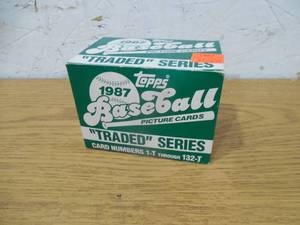 "TRADED" SERIES
1987
Topps
Baseball
PICTURE CARDS
"TRADED" SERIES
CARD NUMBERS 1-T THROUGH 132-T